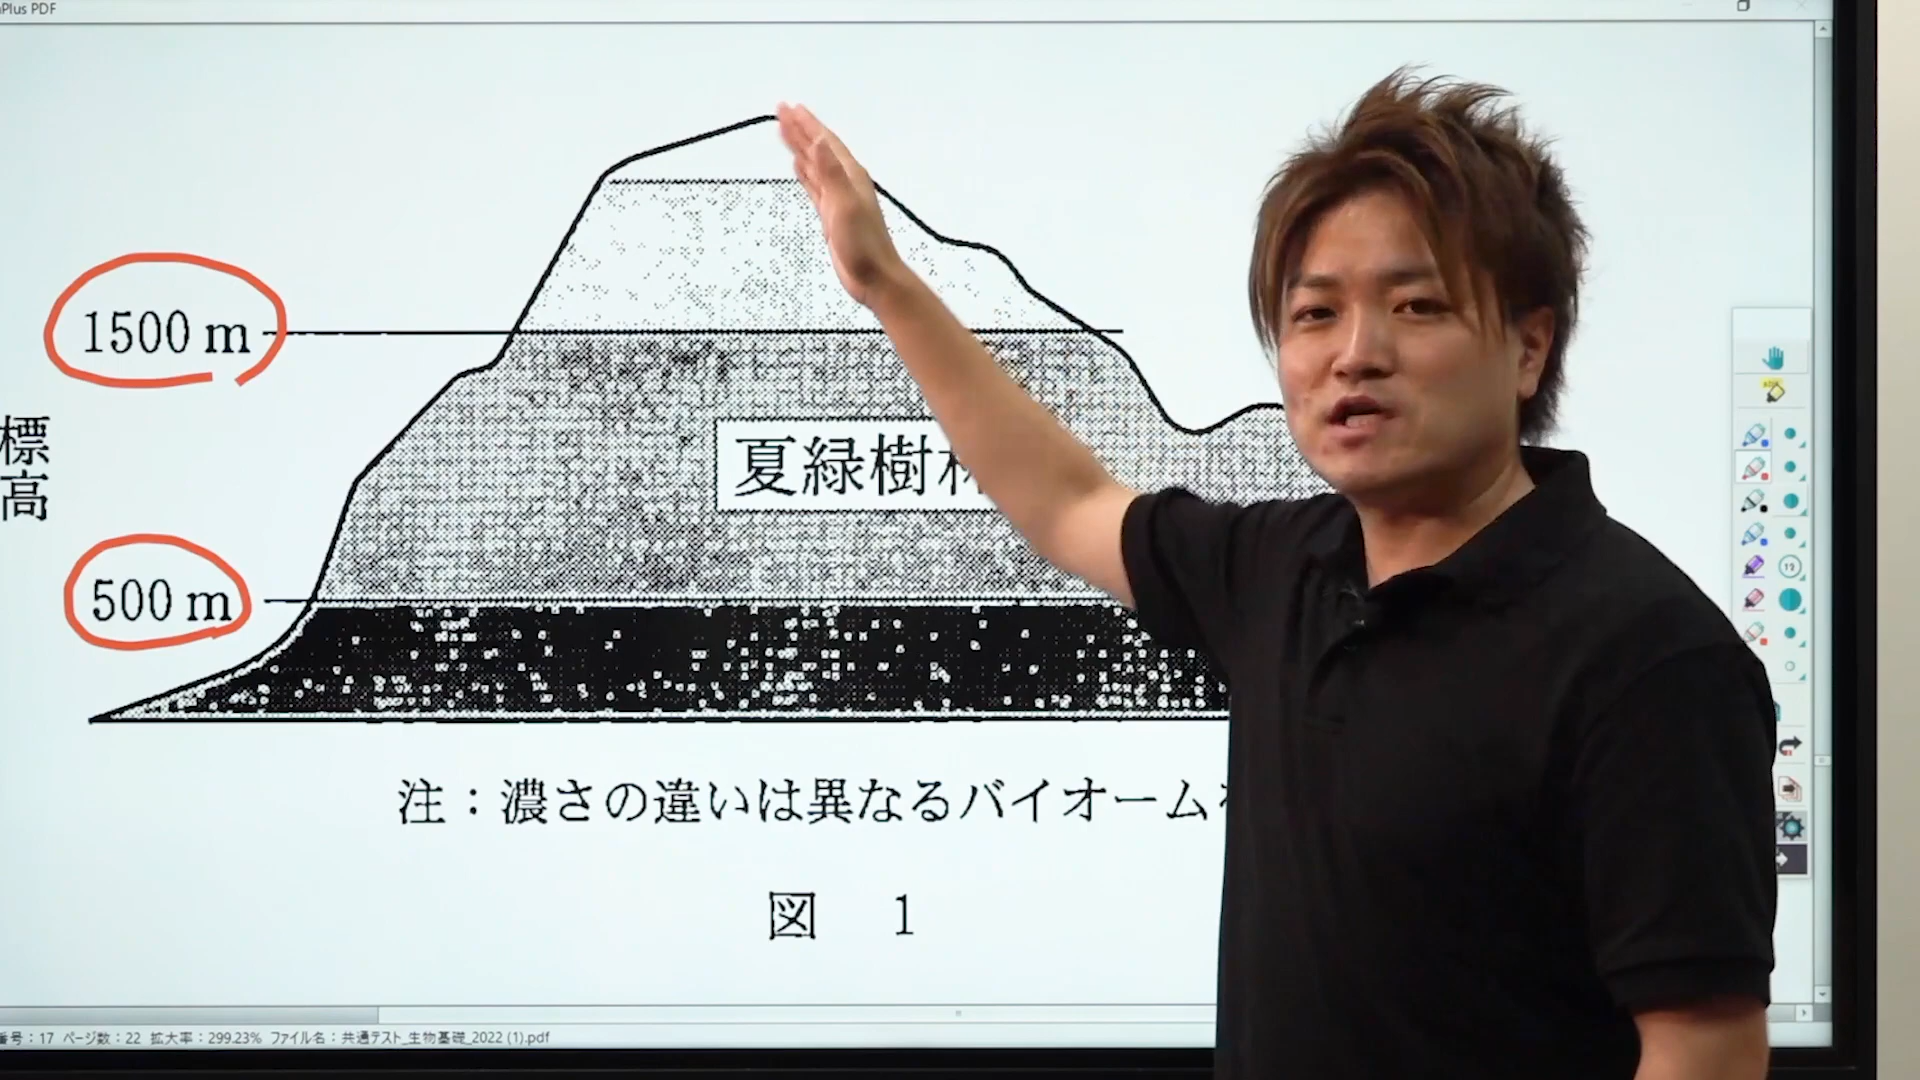 Plus PDF
1500 m
標高
夏緑樹
500 m
注：濃さの違いは異なるバイオーム
図 1
番号：17 ページ数：22 拡大率：299.23% ファイル名：共通テスト_生物基礎_2022 (1).pdf